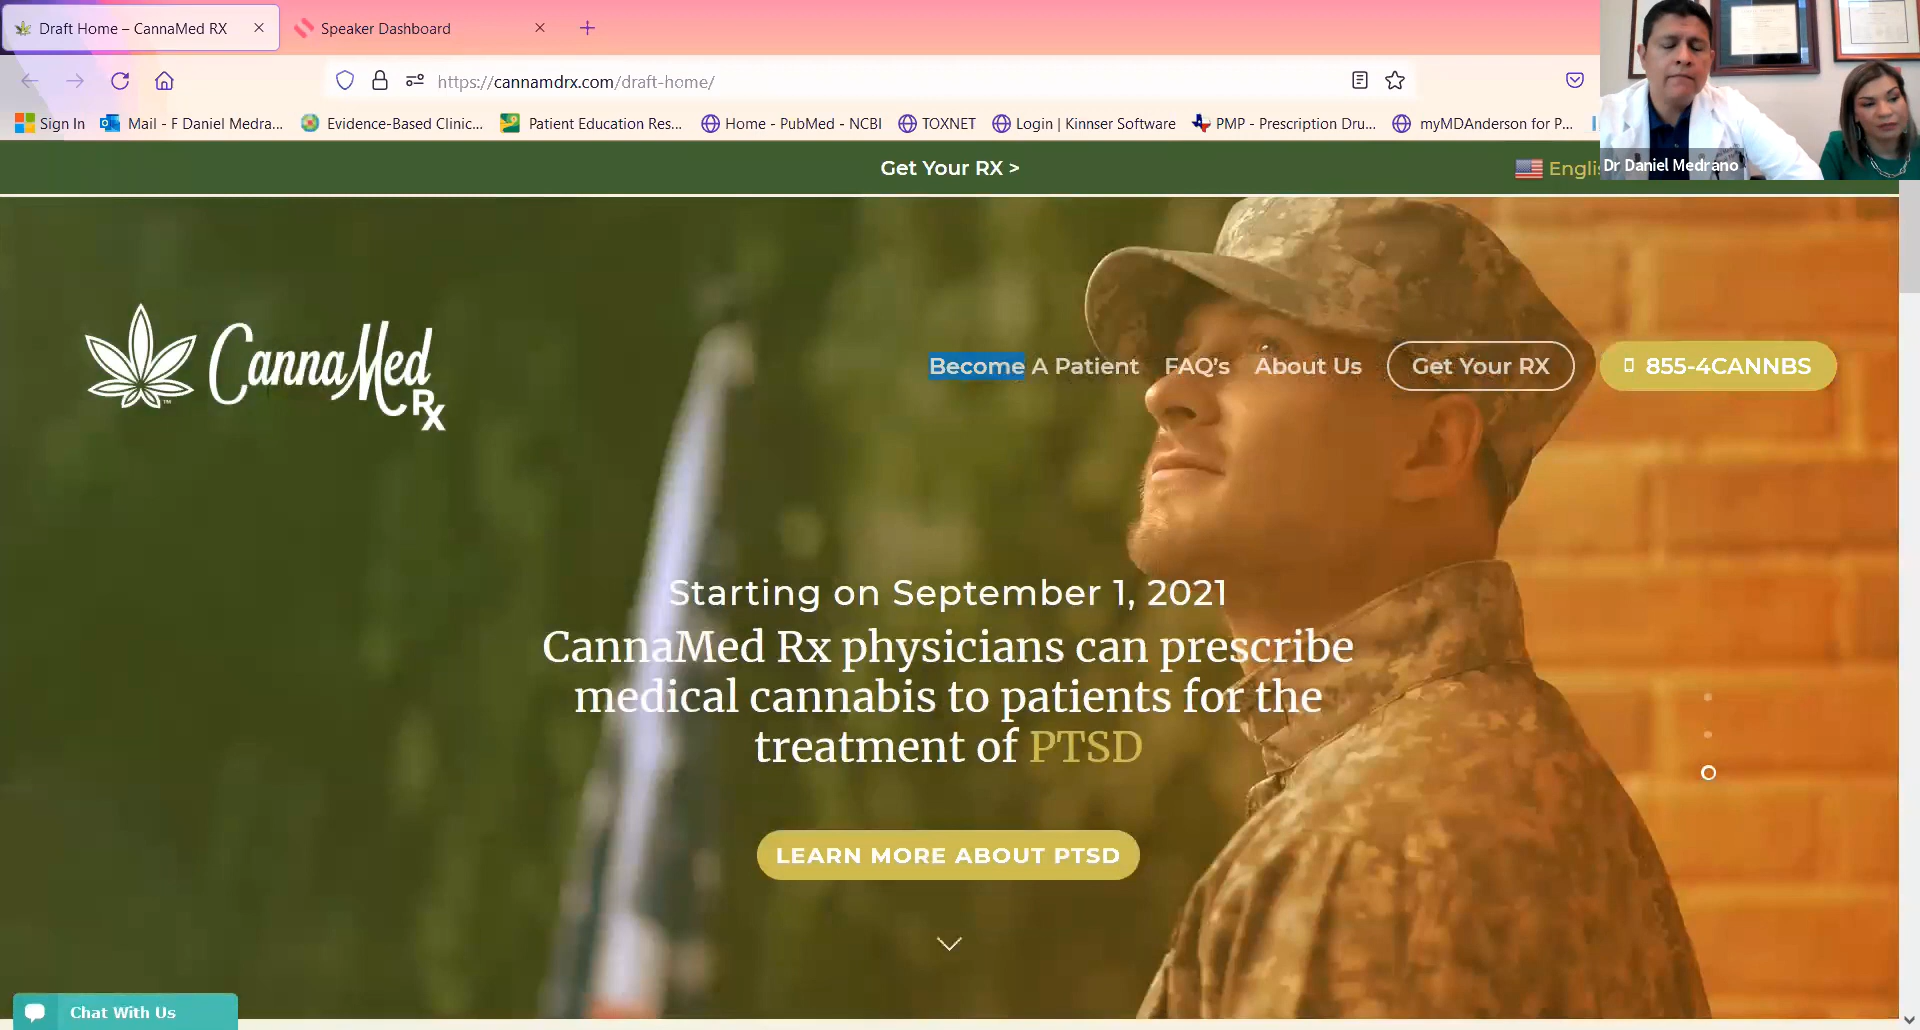 Draft Home – CannaMed RX
Speaker Dashboard
https://cannamdrx.com/draft-home/
Sign In
Mail - F Daniel Medra...
Evidence-Based Clinic...
Patient Education Res...
Home - PubMed - NCBI
TOXNET
Login | Kinnser Software
PMP - Prescription Dru...
myMDAnderson for P...
Dr Daniel Medrano
Get Your RX >
Englis
CannaMed
RX
™
Become A Patient
FAQ's
About Us
Get Your RX
855-4CANNBS
Starting on September 1, 2021
CannaMed Rx physicians can prescribe
medical cannabis to patients for the
treatment of PTSD
LEARN MORE ABOUT PTSD
Chat With Us